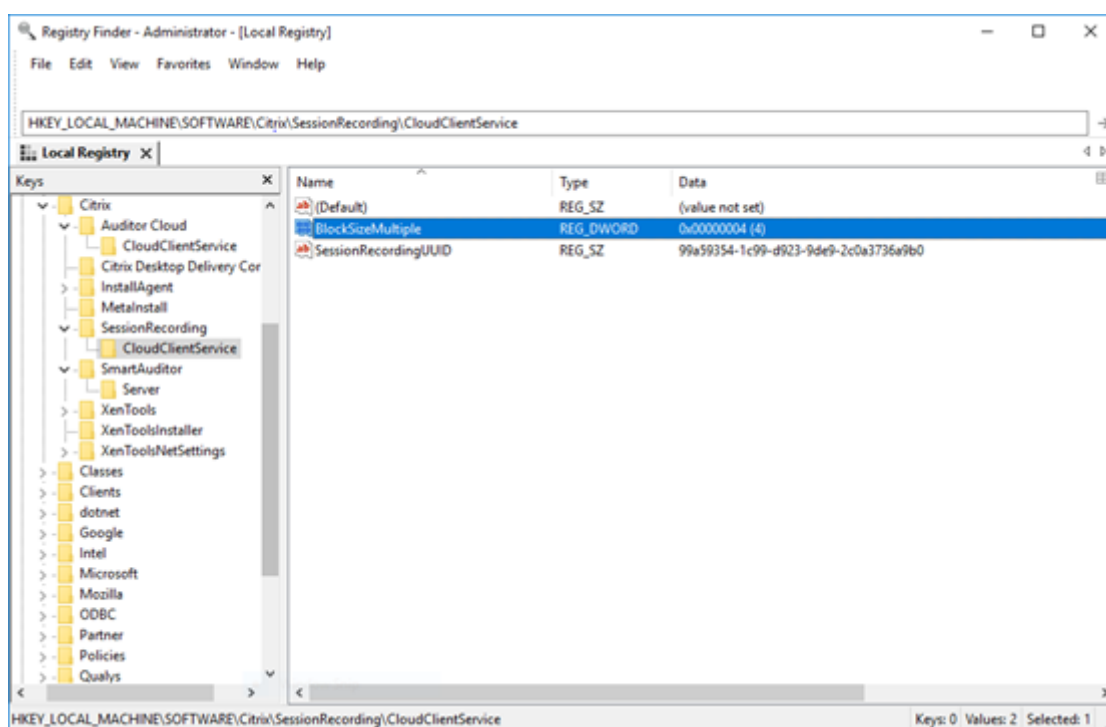 Registry Finder - Administrator - [Local Registry]
File Edit View Favorites Window Help
HKEY_LOCAL_MACHINE\SOFTWARE\Citrix\SessionRecording\CloudClientService
Local Registry X
Keys
Name Type Data
Citrix
Auditor Cloud
CloudClientService
Citrix Desktop Delivery Cor
InstallAgent
MetaInstall
SessionRecording
CloudClientService
SmartAuditor
Server
XenTools
XenToolsInstaller
XenToolsNetSettings
Classes
Clients
dotnet
Google
Intel
Microsoft
Mozilla
ODBC
Partner
Policies
Qualys
ab (Default) REG_SZ (value not set)
BlockSizeMultiple REG_DWORD 0x00000004 (4)
ab SessionRecordingUUID REG_SZ 99a59354-1c99-d923-9de9-2c0a3736a9b0
HKEY_LOCAL_MACHINE\SOFTWARE\Citrix\SessionRecording\CloudClientService Keys: 0 Values: 2 Selected: 1